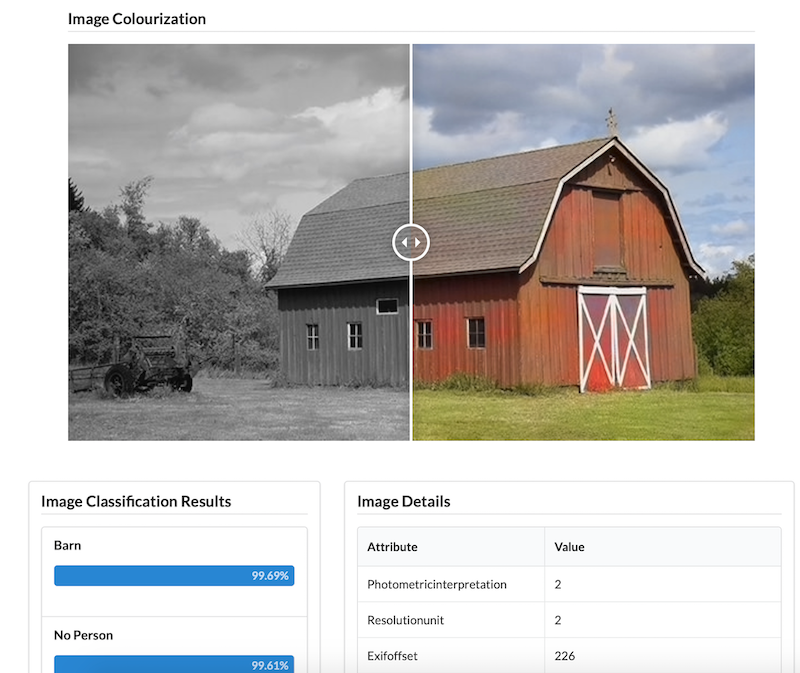 Image Colourization
Image Classification Results
Barn
99.69%
No Person
99.61%
Image Details
Attribute Value
Photometricinterpretation 2
Resolutionunit 2
Exifoffset 226